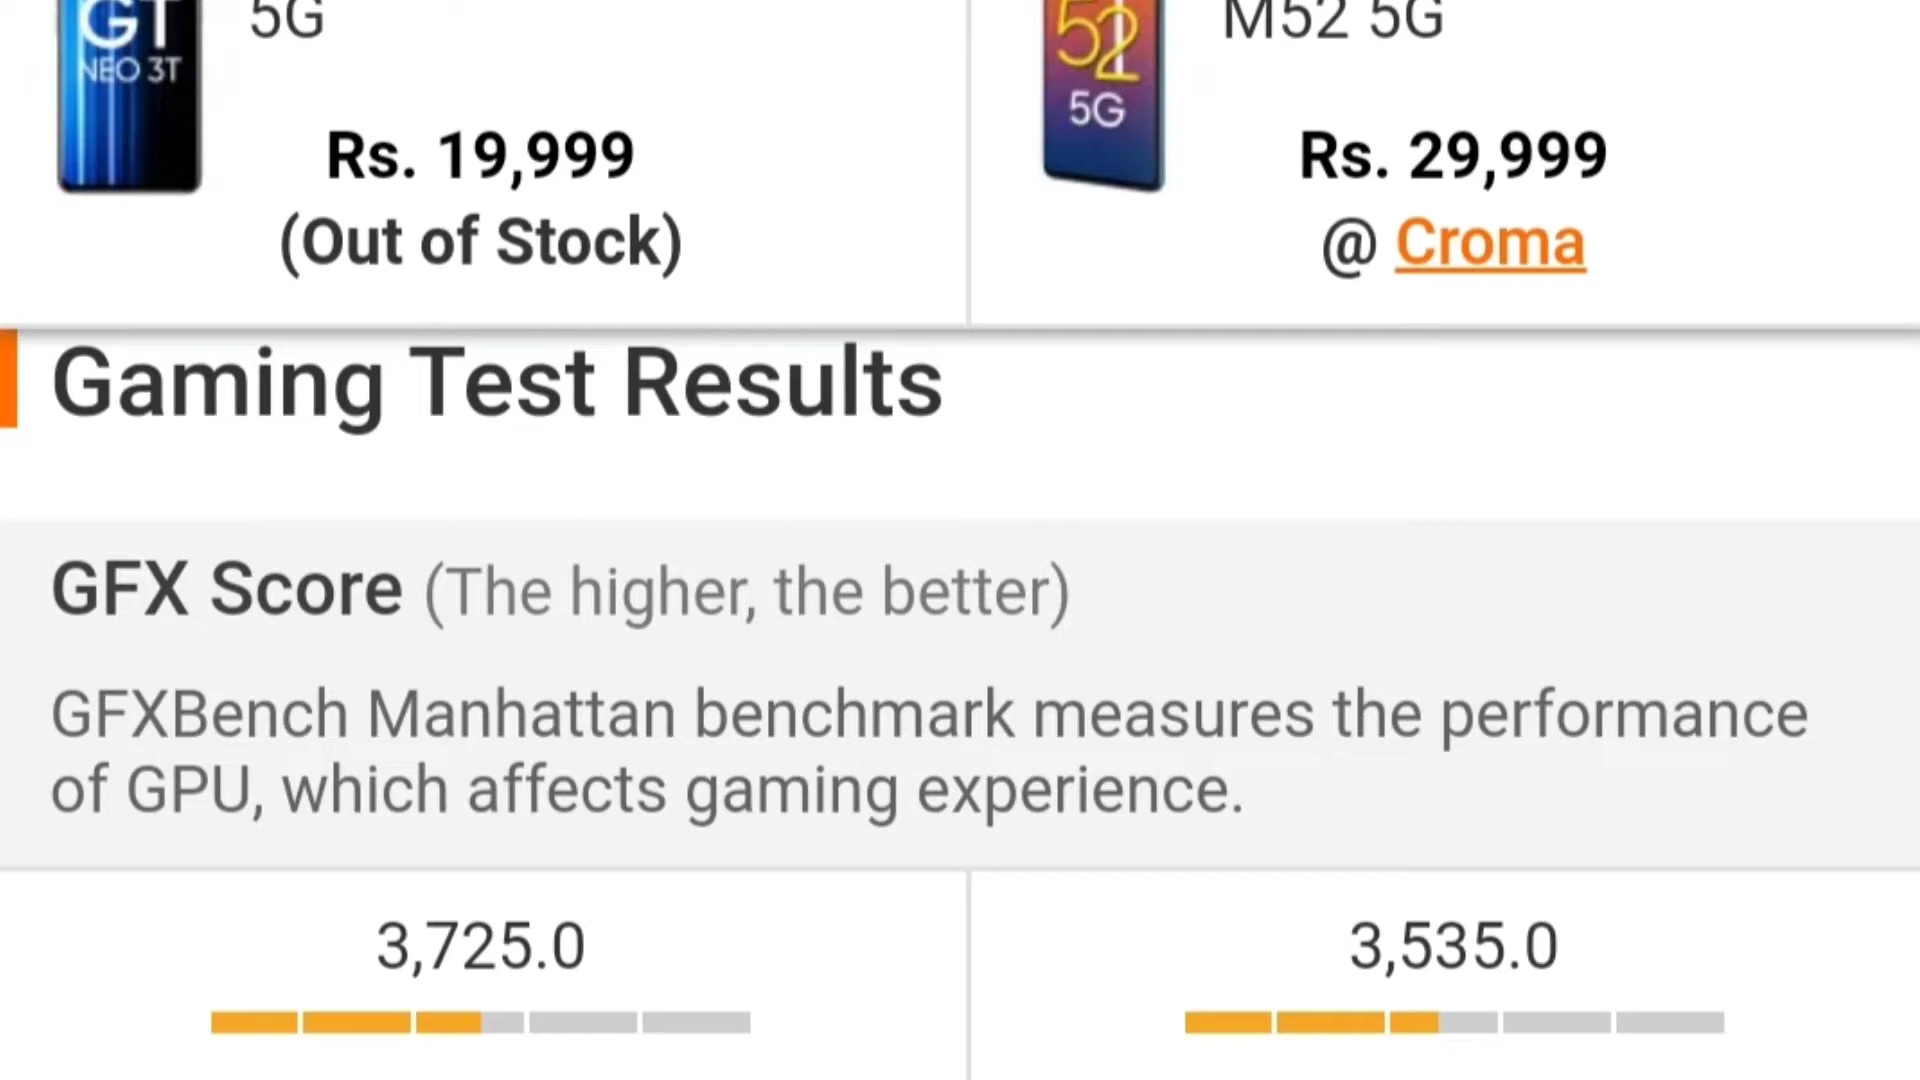 GT
NEO 3T
5G
Rs. 19,999
(Out of Stock)
52
5G
M52 5G
Rs. 29,999
@ Croma
Gaming Test Results
GFX Score (The higher, the better)
GFXBench Manhattan benchmark measures the performance
of GPU, which affects gaming experience.
3,725.0
3,535.0